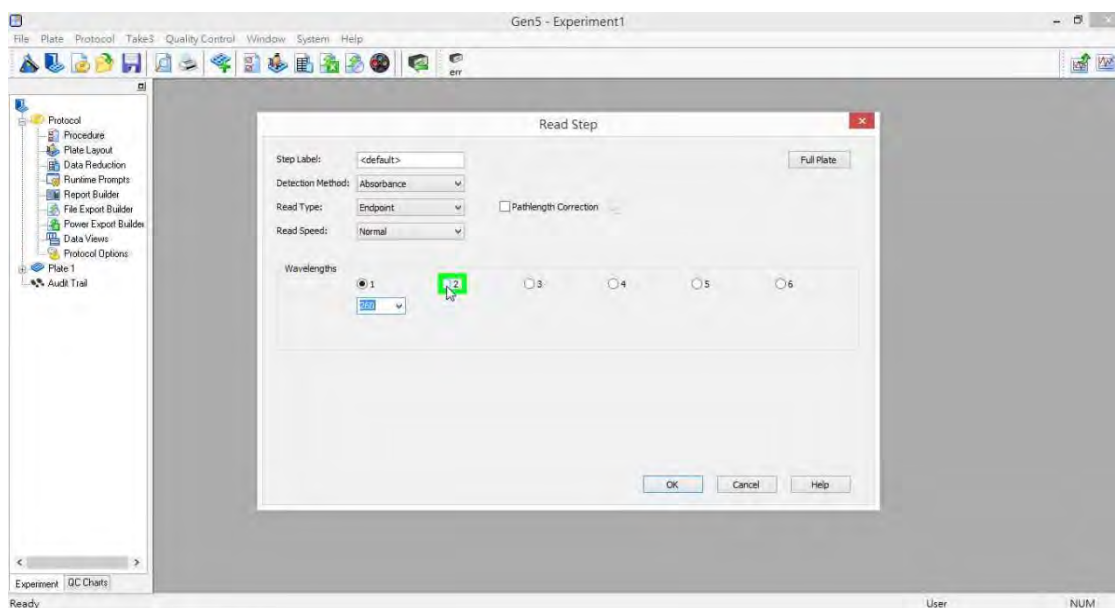 Gen5 - Experiment1
File Plate Protocol Take3 Quality Control Window System Help
err
Protocol
Procedure
Plate Layout
Data Reduction
Runtime Prompts
Report Builder
File Export Builder
Power Export Builder
Data Views
Protocol Options
Plate 1
Audit Trail
Read Step
Step Label: <default> Full Plate
Detection Method: Absorbance
Read Type: Endpoint Pathlength Correction ...
Read Speed: Normal
Wavelengths
1 2 3 4 5 6
260
OK Cancel Help
Experiment QC Charts
Ready User NUM